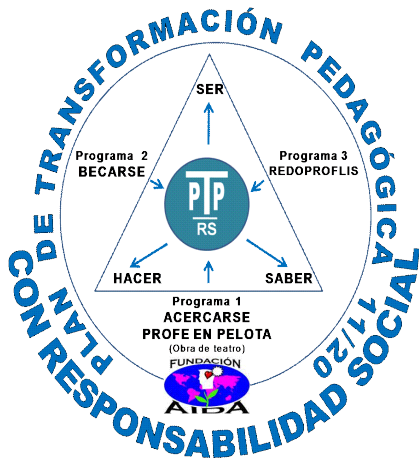 PLAN DE TRANSFORMACIÓN PEDAGÓGICA 11/20
CON RESPONSABILIDAD SOCIAL
SER
Programa 2
BECARSE
Programa 3
REDOPROFLIS
PTP
RS
HACER
SABER
Programa 1
ACERCARSE
PROFE EN PELOTA
(Obra de teatro)
FUNDACIÓN
AIDA